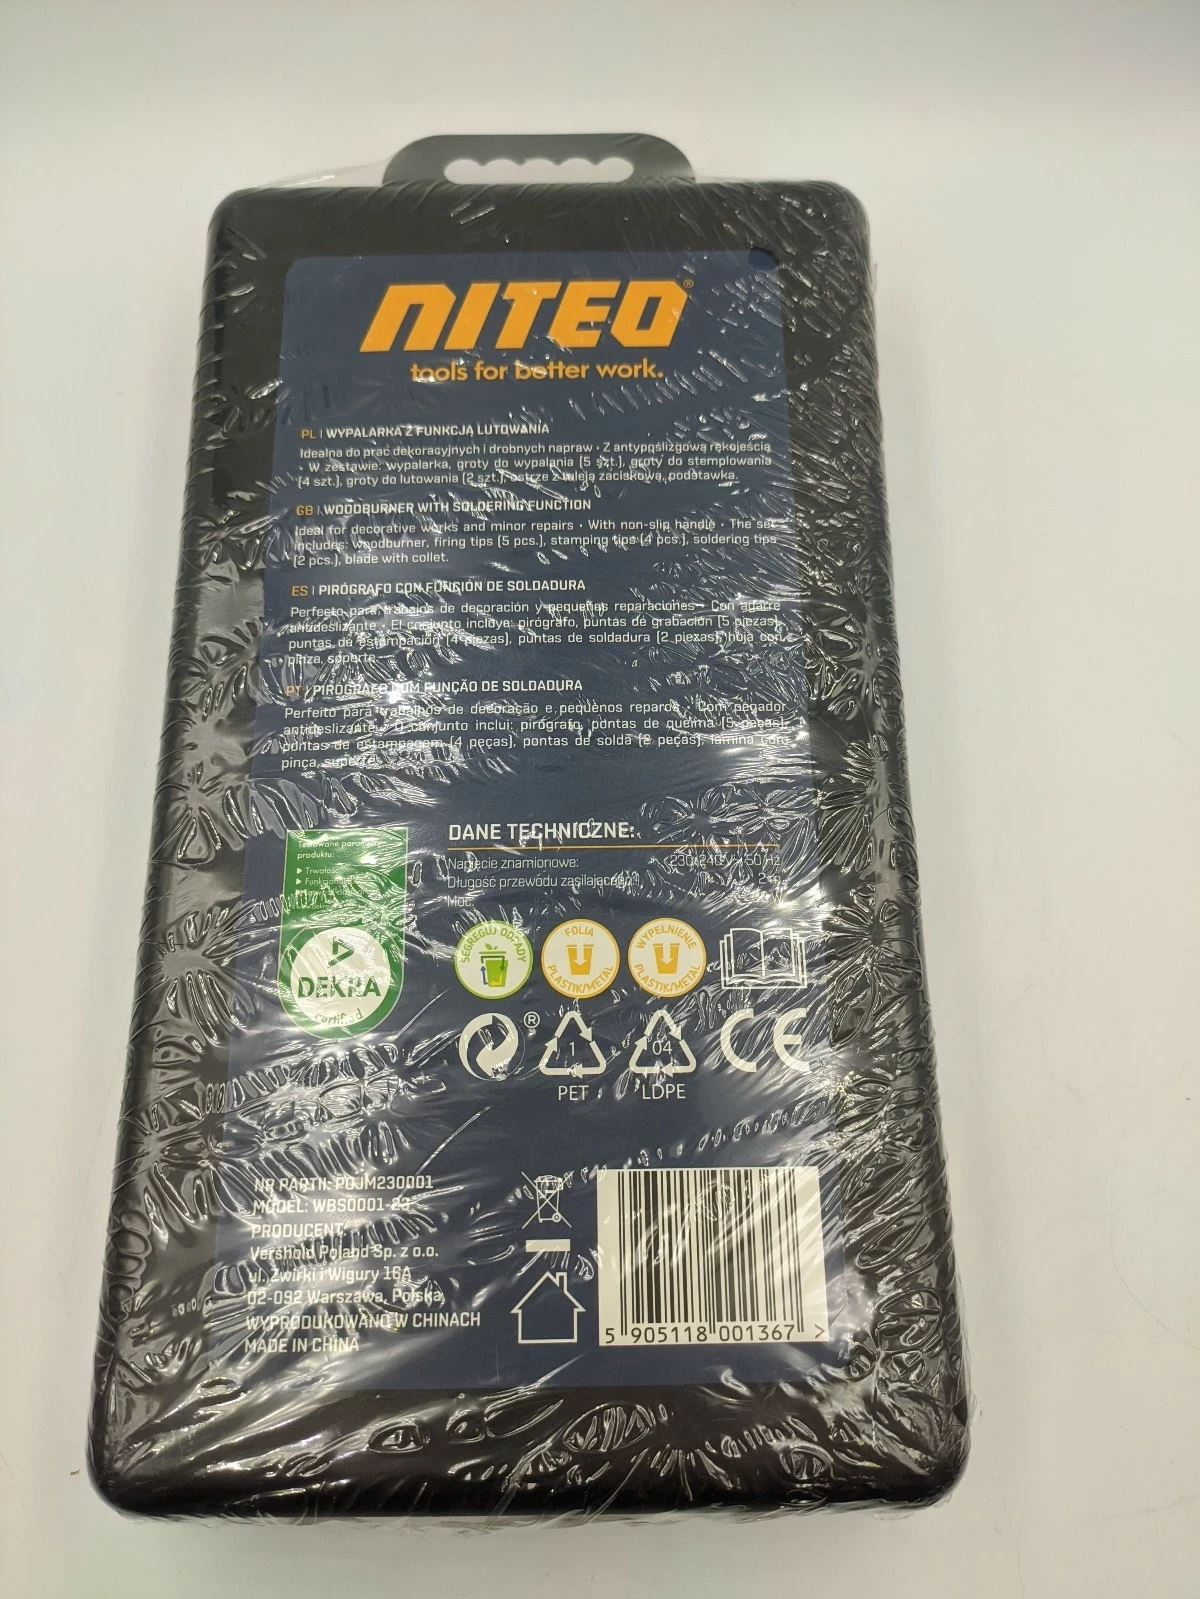 NITEO®
tools for better work.
PL | WYPALARKA Z FUNKCJĄ LUTOWANIA
Idealna do prac dekoracyjnych i drobnych napraw • Z antypoślizgową rękojeścią
• W zestawie: wypalarka, groty do wypalania (5 szt.), groty do stemplowania
(4 szt.), groty do lutowania (2 szt.), ostrze z tuleją zaciskową, podstawka.
GB | WOODBURNER WITH SOLDERING FUNCTION
Ideal for decorative works and minor repairs • With non-slip handle • The set
includes: woodburner, firing tips (5 pcs.), stamping tips (4 pcs.), soldering tips
(2 pcs.), blade with collet.
ES | PIRÓGRAFO CON FUNCIÓN DE SOLDADURA
Perfecto para trabajos de decoración y pequeñas reparaciones • Con agarre
antideslizante • El conjunto incluye: pirógrafo, puntas de grabación (5 piezas),
puntas de estampación (4 piezas), puntas de soldadura (2 piezas), hoja con
pinza, soporte.
PT | PIRÓGRAFO COM FUNÇÃO DE SOLDADURA
Perfeito para trabalhos de decoração e pequenos reparos • Com pegador
antideslizante • O conjunto inclui: pirógrafo, pontas de queima (5 peças),
pontas de estampagem (4 peças), pontas de solda (2 peças), lâmina com
pinça, suporte.
DANE TECHNICZNE:
Napięcie znamionowe: 230-240 V~ 50 Hz
Długość przewodu zasilającego:
Moc: W
Testowane parametry
produktu:
Trwałość
DEKRA
certified
SEGREGUJ ODPADY
FOLIA
PLASTIK/METAL
WYPEŁNIENIE
PLASTIK/METAL
®
1
PET
04
LDPE
CE
NR PARTII: POJM230001
MODEL: WBS0001-23
PRODUCENT:
Vershold Poland Sp. z o.o.
ul. Żwirki i Wigury 16A
02-092 Warszawa, Polska
WYPRODUKOWANO W CHINACH
MADE IN CHINA
5 905118 001367 >